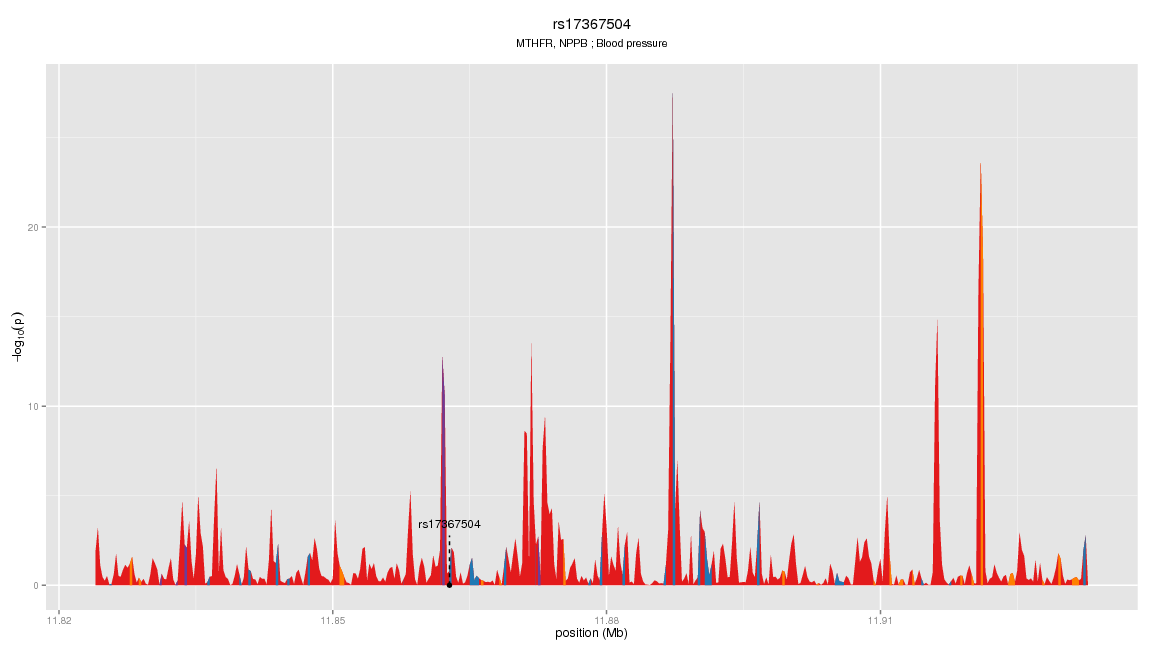 rs17367504
MTHFR, NPPB ; Blood pressure
−log10(p)
20
10
0
rs17367504
11.82
11.85
11.88
11.91
position (Mb)